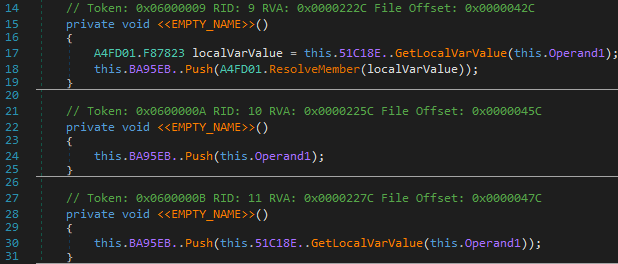 14 // Token: 0x06000009 RID: 9 RVA: 0x0000222C File Offset: 0x0000042C
15 private void <<EMPTY_NAME>>()
16 {
17 A4FD01.F87823 localVarValue = this.51C18E..GetLocalVarValue(this.Operand1);
18 this.BA95EB..Push(A4FD01.ResolveMember(localVarValue));
19 }
20
21 // Token: 0x0600000A RID: 10 RVA: 0x0000225C File Offset: 0x0000045C
22 private void <<EMPTY_NAME>>()
23 {
24 this.BA95EB..Push(this.Operand1);
25 }
26
27 // Token: 0x0600000B RID: 11 RVA: 0x0000227C File Offset: 0x0000047C
28 private void <<EMPTY_NAME>>()
29 {
30 this.BA95EB..Push(this.51C18E..GetLocalVarValue(this.Operand1));
31 }